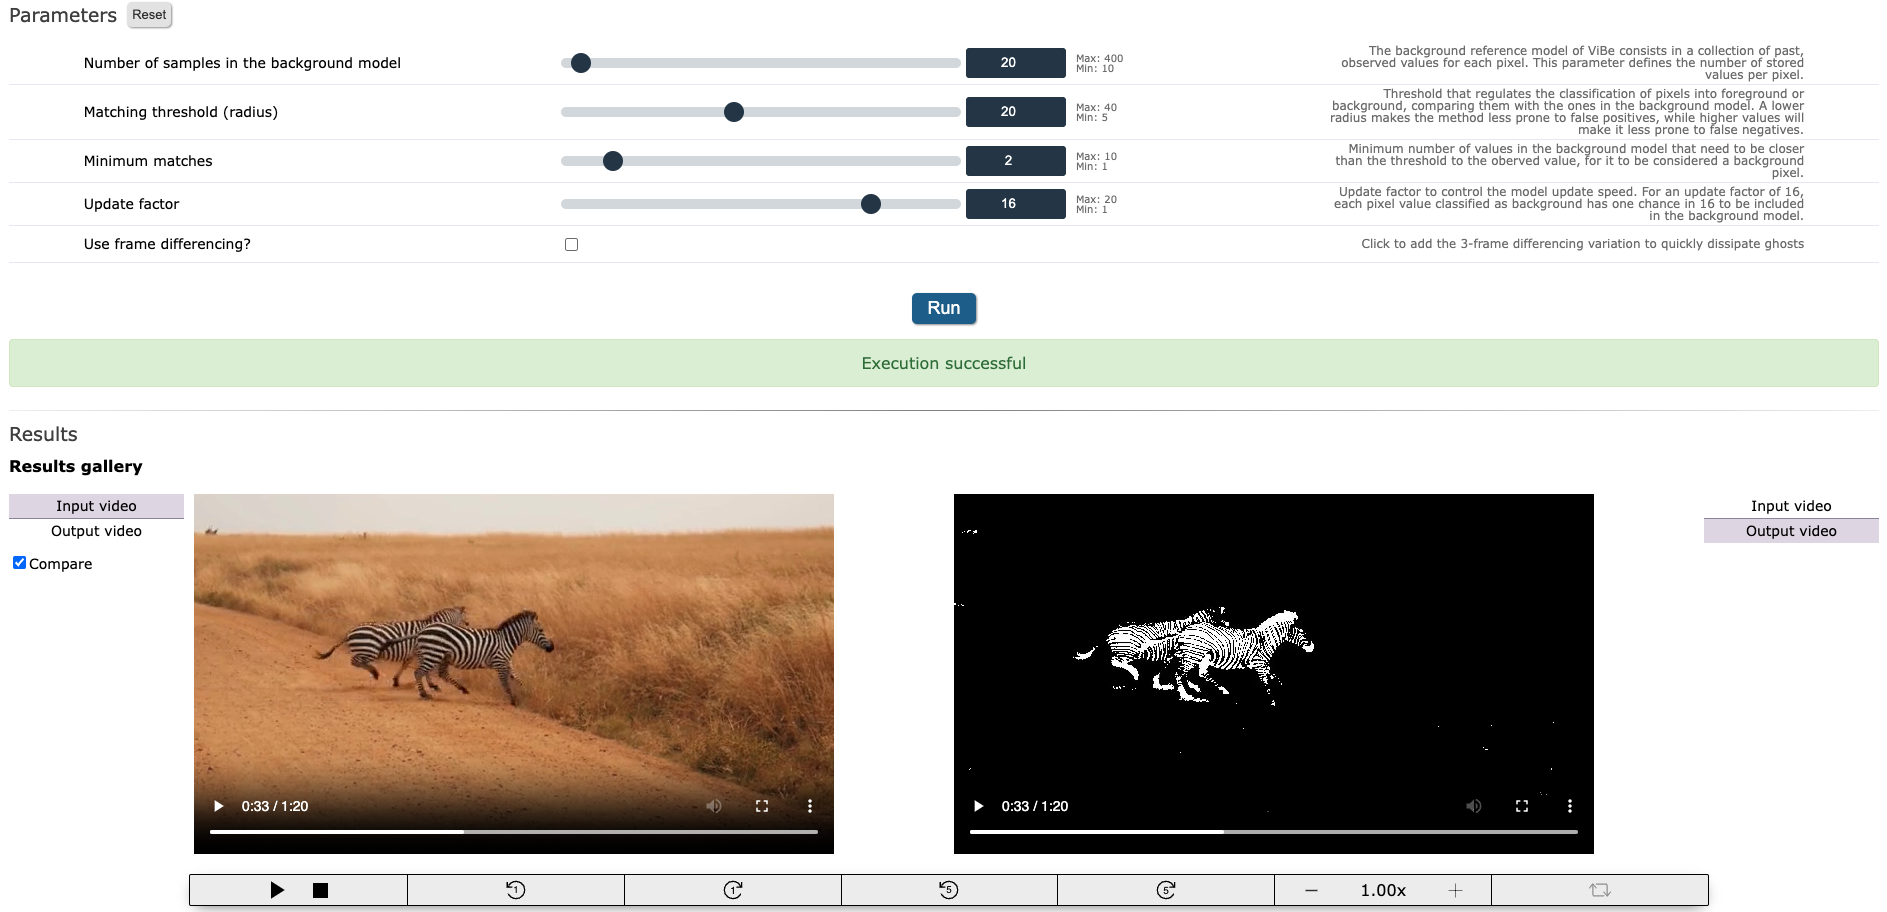 Parameters Reset
Number of samples in the background model
20
Max: 400
Min: 10
The background reference model of ViBe consists in a collection of past,
observed values for each pixel. This parameter defines the number of stored
values per pixel.
Matching threshold (radius)
20
Max: 40
Min: 5
Threshold that regulates the classification of pixels into foreground or
background, comparing them with the ones in the background model. A lower
radius makes the method less prone to false positives, while higher values will
make it less prone to false negatives.
Minimum matches
2
Max: 10
Min: 1
Minimum number of values in the background model that need to be closer
than the threshold to the oberved value, for it to be considered a background
pixel.
Update factor
16
Max: 20
Min: 1
Update factor to control the model update speed. For an update factor of 16,
each pixel value classified as background has one chance in 16 to be included
in the background model.
Use frame differencing?
Click to add the 3-frame differencing variation to quickly dissipate ghosts
Run
Execution successful
Results
Results gallery
Input video
Output video
Compare
0:33 / 1:20
0:33 / 1:20
Input video
Output video
1
1
5
5
1.00x